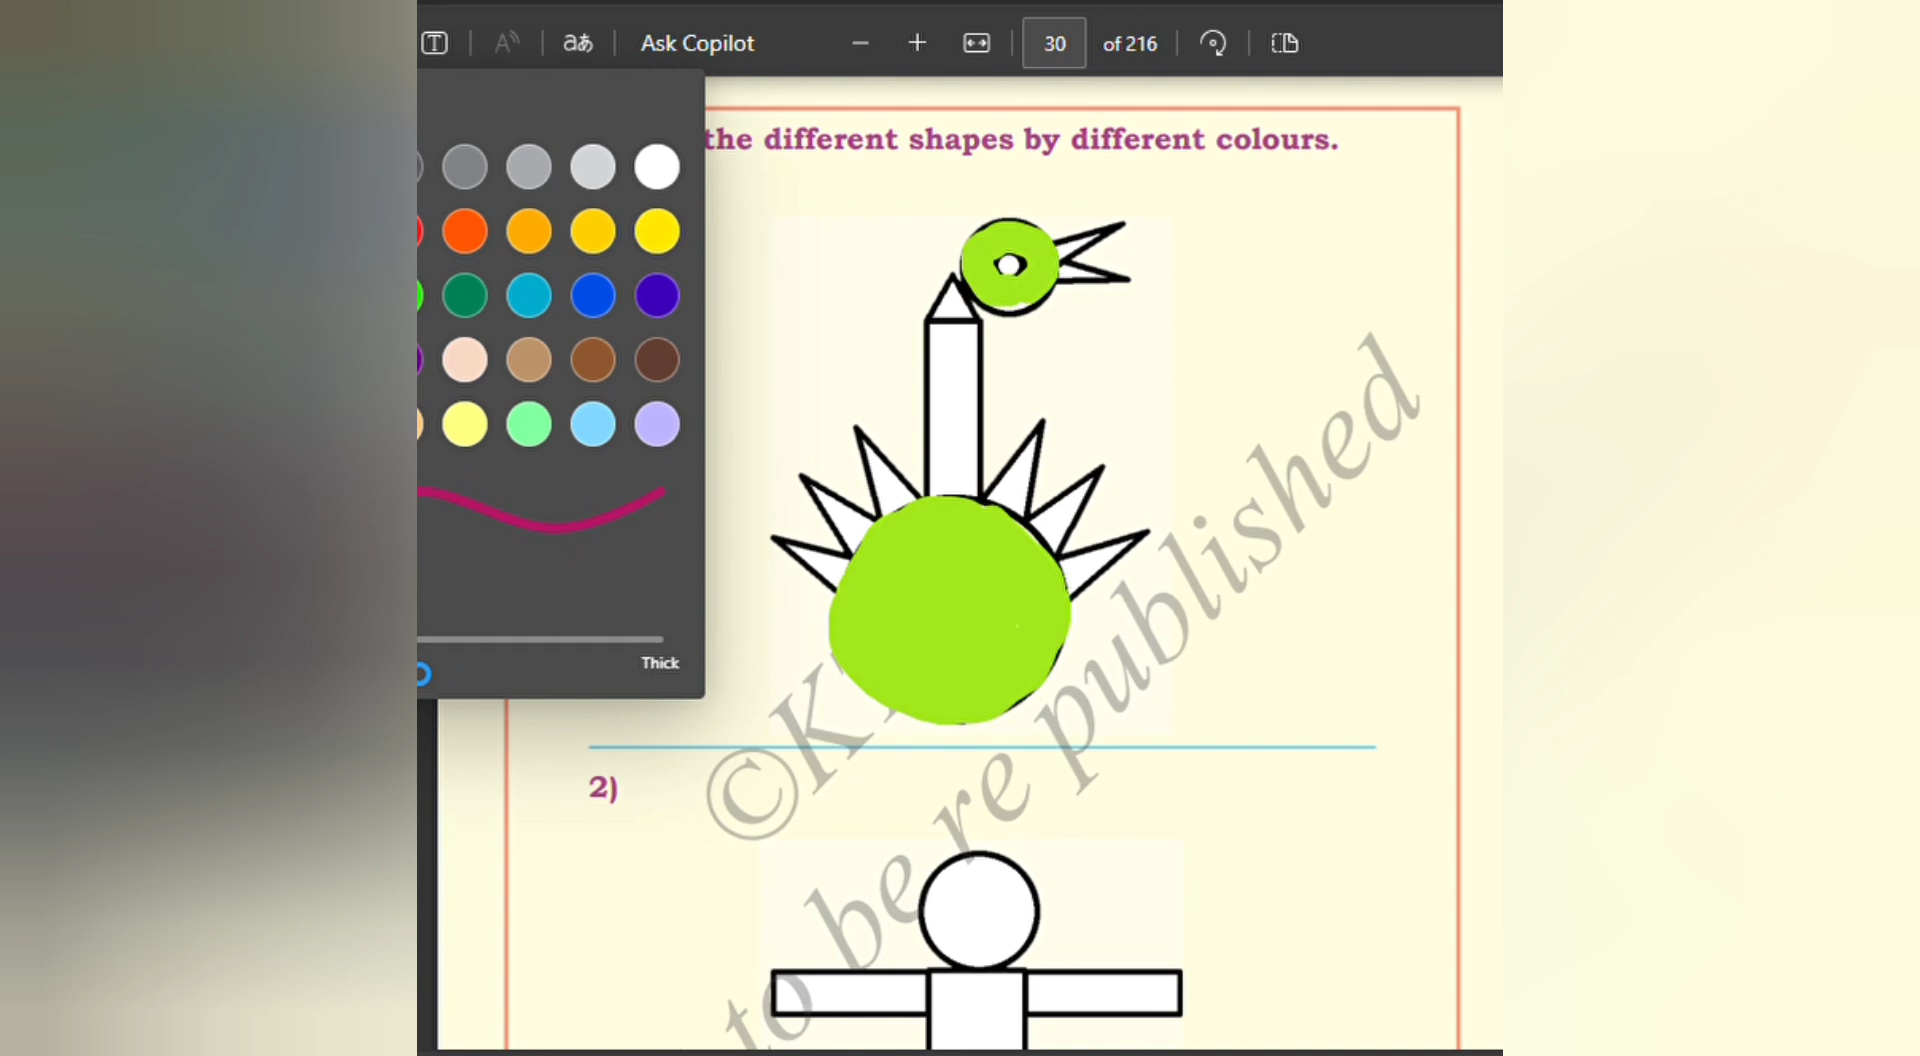 Ask Copilot
30 of 216
the different shapes by different colours.
Thick
2)
©K
to be re published